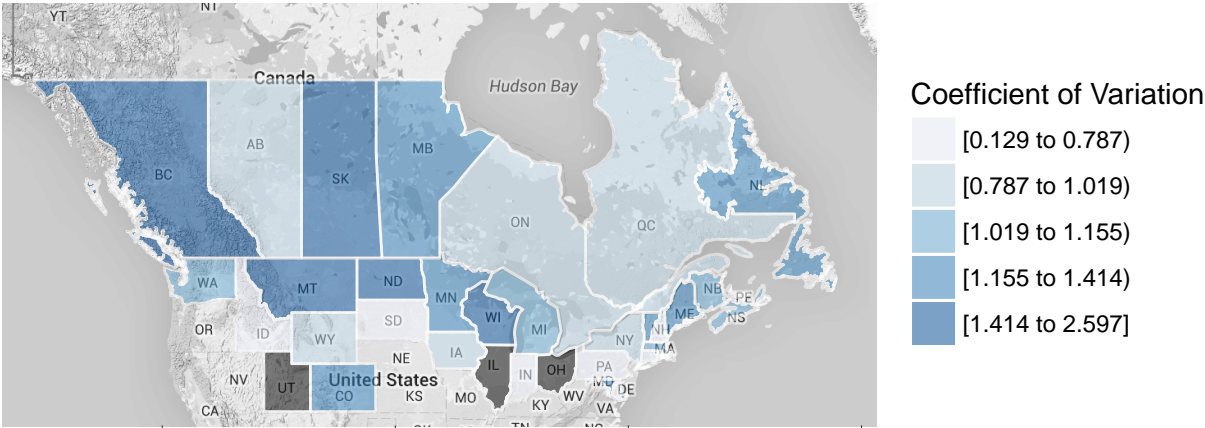 YT
NT
Canada
Hudson Bay
AB
MB
BC
SK
NL
ON
QC
WA
MT
ND
MN
NB
PE
NS
ME
OR
ID
SD
WI
MI
NH
WY
NY
MA
IA
NE
IL
IN
OH
PA
NV
UT
United States
CO
KS
MO
WV
MD
DE
KY
VA
CA
TN
NC
OK
Coefficient of Variation
[0.129 to 0.787)
[0.787 to 1.019)
[1.019 to 1.155)
[1.155 to 1.414)
[1.414 to 2.597]